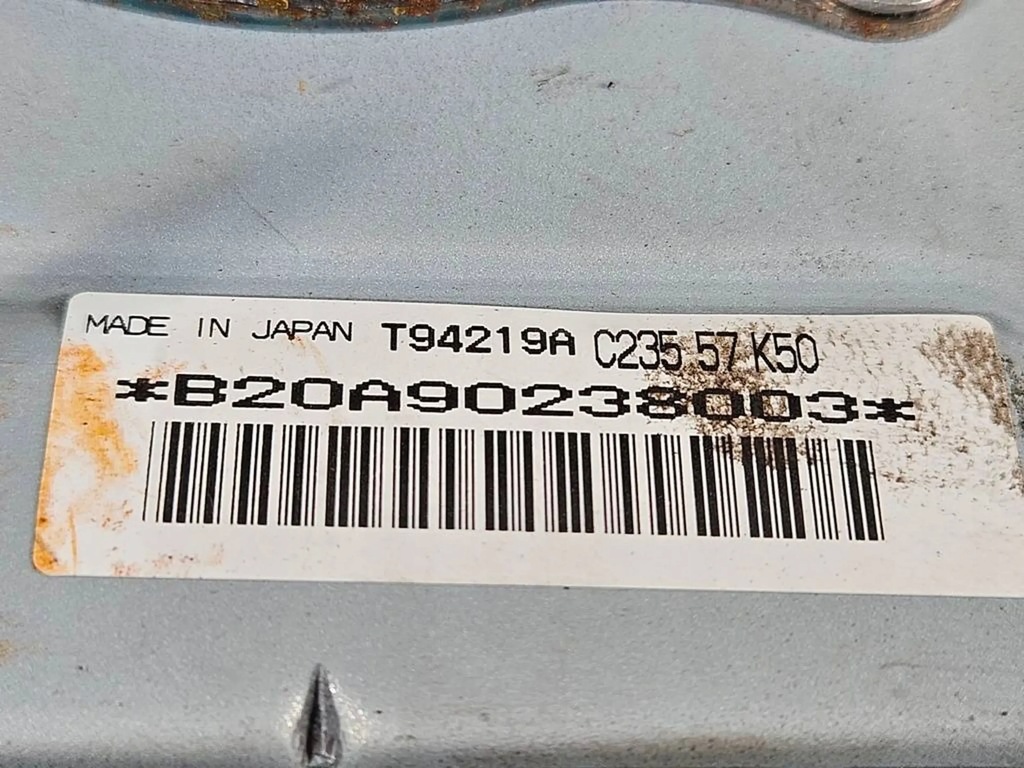 MADE IN JAPAN T94219A C235 57 K50
*B20A90238003*